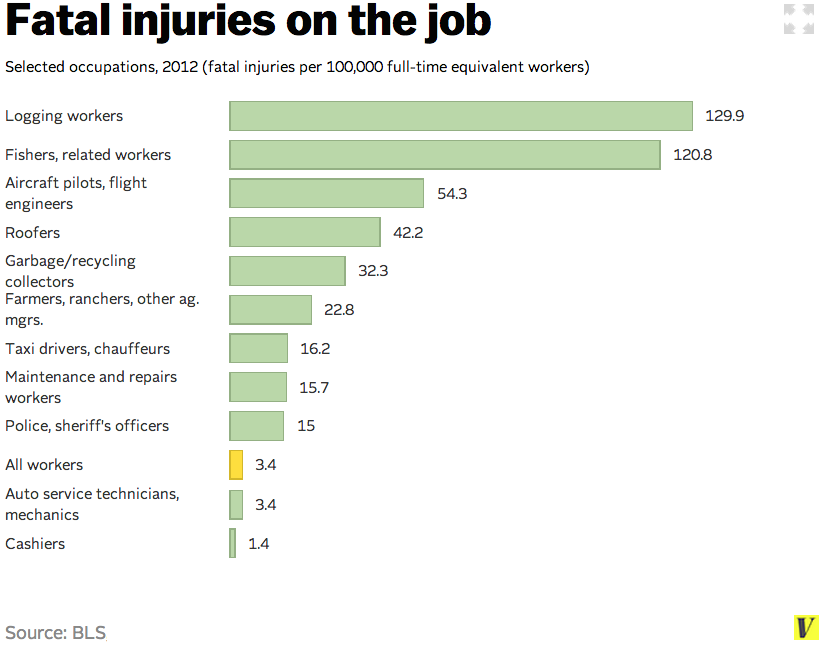 Fatal injuries on the job
Selected occupations, 2012 (fatal injuries per 100,000 full-time equivalent workers)
Logging workers 129.9
Fishers, related workers 120.8
Aircraft pilots, flight
engineers 54.3
Roofers 42.2
Garbage/recycling
collectors 32.3
Farmers, ranchers, other ag.
mgrs. 22.8
Taxi drivers, chauffeurs 16.2
Maintenance and repairs
workers 15.7
Police, sheriff's officers 15
All workers 3.4
Auto service technicians,
mechanics 3.4
Cashiers 1.4
Source: BLS
V